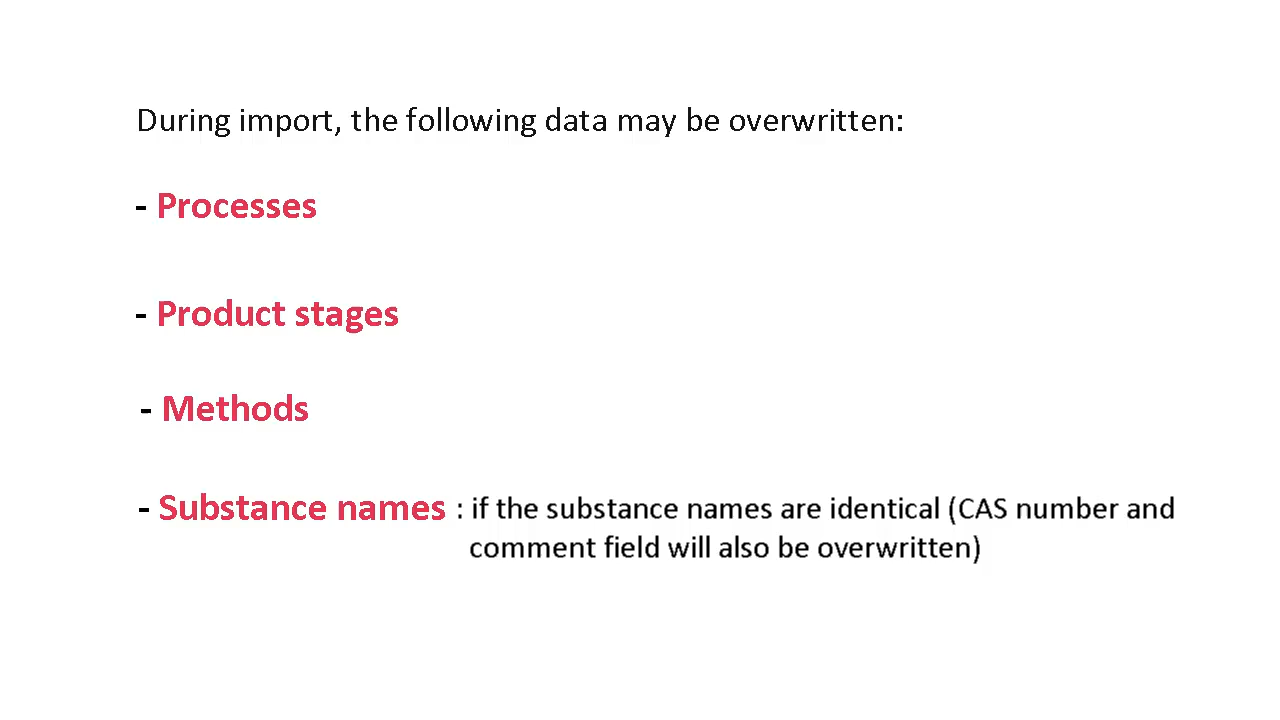 During import, the following data may be overwritten:
- Processes
- Product stages
- Methods
- Substance names : if the substance names are identical (CAS number and
comment field will also be overwritten)